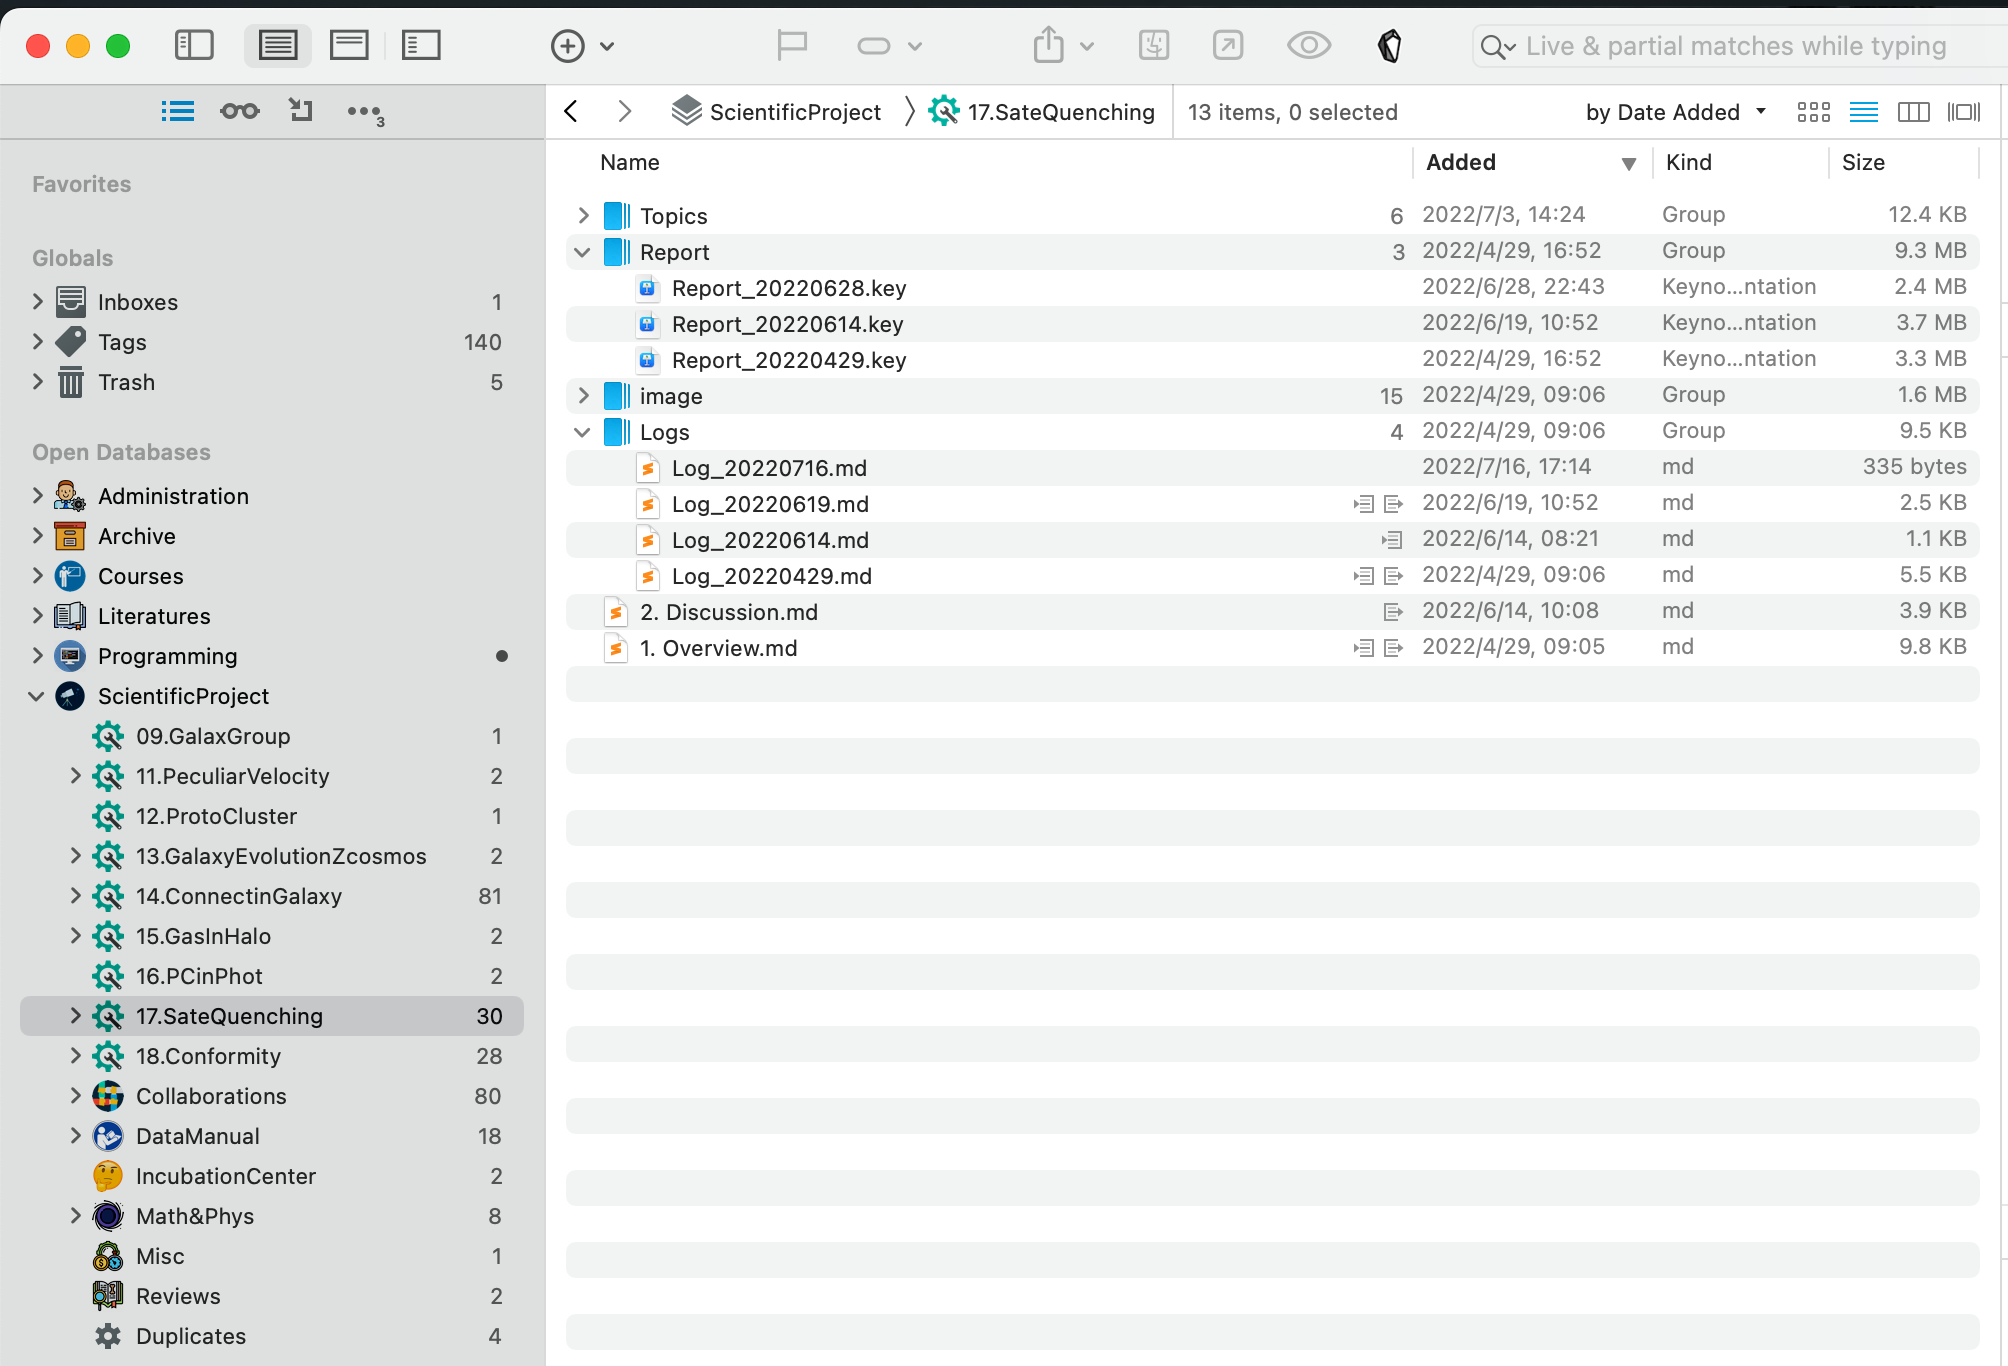 Live & partial matches while typing
3
ScientificProject
17.SateQuenching
13 items, 0 selected
by Date Added
Name Added Kind Size
Topics 6 2022/7/3, 14:24 Group 12.4 KB
Report 3 2022/4/29, 16:52 Group 9.3 MB
Report_20220628.key 2022/6/28, 22:43 Keyno...ntation 2.4 MB
Report_20220614.key 2022/6/19, 10:52 Keyno...ntation 3.7 MB
Report_20220429.key 2022/4/29, 16:52 Keyno...ntation 3.3 MB
image 15 2022/4/29, 09:06 Group 1.6 MB
Logs 4 2022/4/29, 09:06 Group 9.5 KB
Log_20220716.md 2022/7/16, 17:14 md 335 bytes
Log_20220619.md 2022/6/19, 10:52 md 2.5 KB
Log_20220614.md 2022/6/14, 08:21 md 1.1 KB
Log_20220429.md 2022/4/29, 09:06 md 5.5 KB
2. Discussion.md 2022/6/14, 10:08 md 3.9 KB
1. Overview.md 2022/4/29, 09:05 md 9.8 KB
Favorites
Globals
Inboxes 1
Tags 140
Trash 5
Open Databases
Administration
Archive
Courses
Literatures
Programming
ScientificProject
09.GalaxGroup 1
11.PeculiarVelocity 2
12.ProtoCluster 1
13.GalaxyEvolutionZcosmos 2
14.ConnectinGalaxy 81
15.GasInHalo 2
16.PCinPhot 2
17.SateQuenching 30
18.Conformity 28
Collaborations 80
DataManual 18
IncubationCenter 2
Math&Phys 8
Misc 1
Reviews 2
Duplicates 4